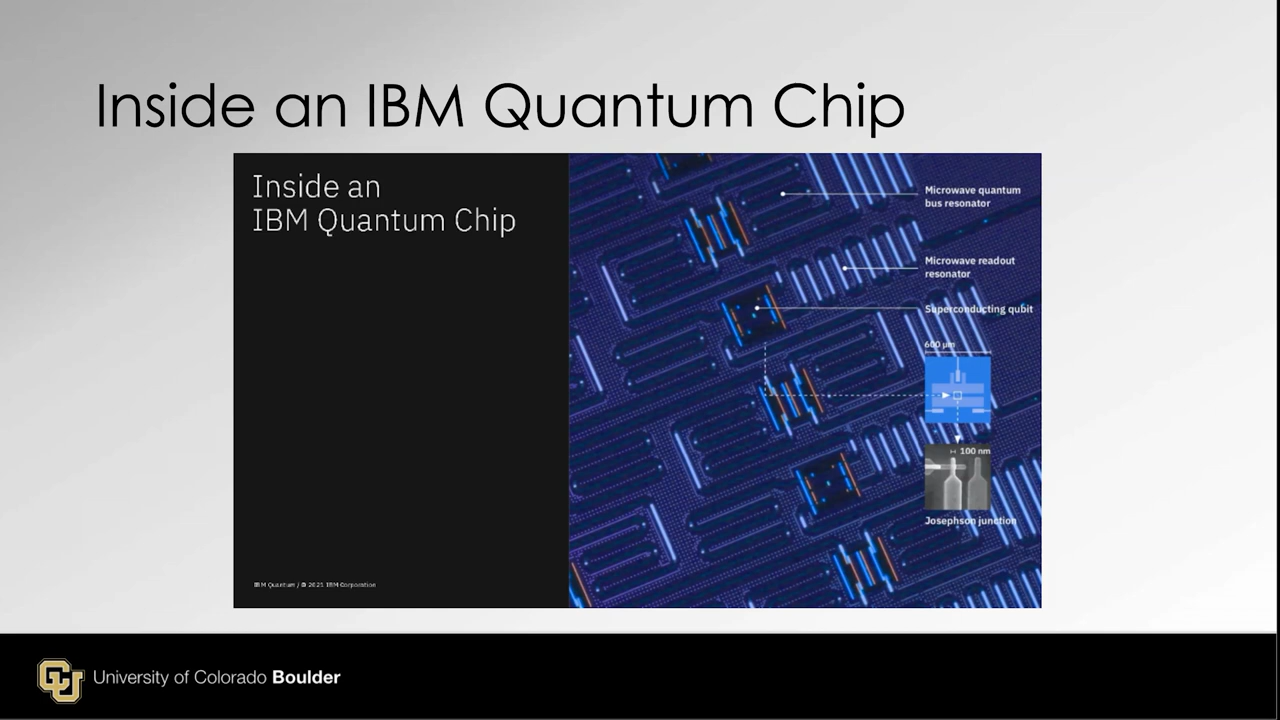 Inside an IBM Quantum Chip
Inside an
IBM Quantum Chip
Microwave quantum
bus resonator
Microwave readout
resonator
Superconducting qubit
600 µm
100 nm
Josephson junction
IBM Quantum / © 2021 IBM Corporation
CU
University of Colorado Boulder